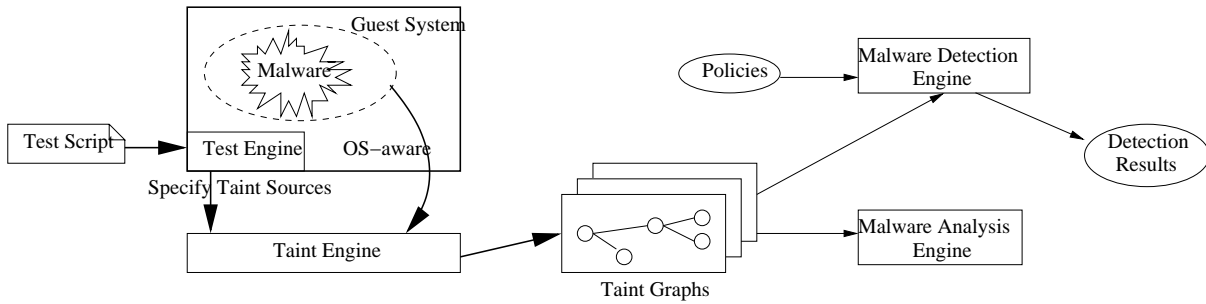 Guest System
Malware
Test Script
Test Engine
OS−aware
Specify Taint Sources
Taint Engine
Taint Graphs
Policies
Malware Detection
Engine
Detection
Results
Malware Analysis
Engine